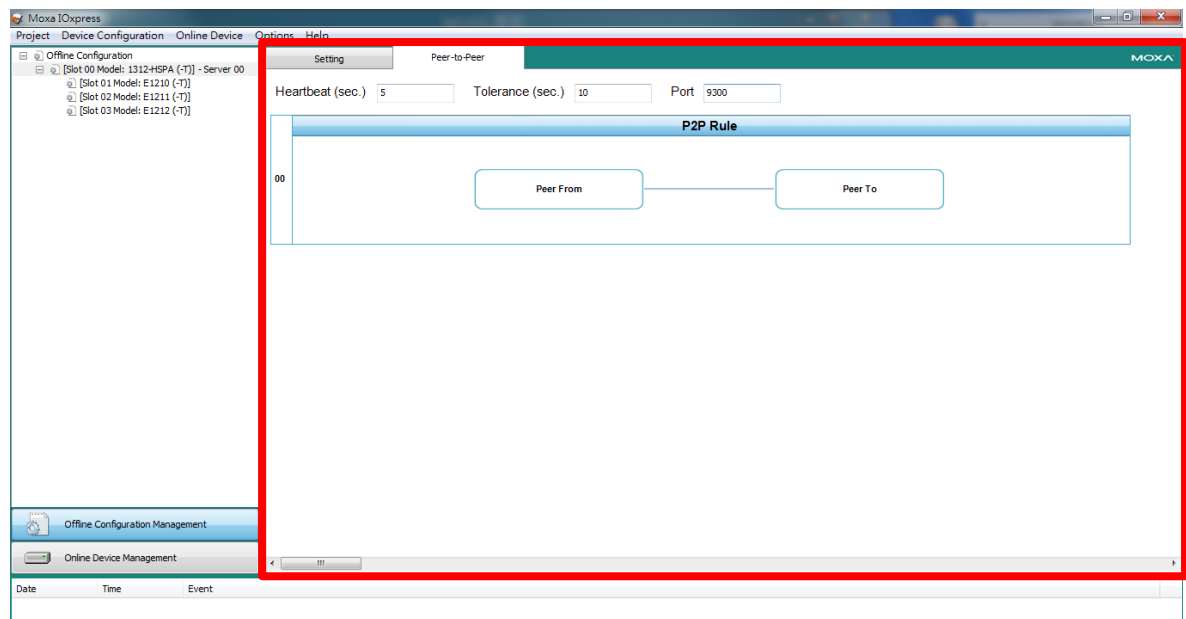 Moxa IOxpress
Project Device Configuration Online Device Options Help
Offline Configuration
[Slot 00 Model: 1312-HSPA (-T)] - Server 00
[Slot 01 Model: E1210 (-T)]
[Slot 02 Model: E1211 (-T)]
[Slot 03 Model: E1212 (-T)]
Setting Peer-to-Peer MOXA
Heartbeat (sec.) 5 Tolerance (sec.) 10 Port 9300
P2P Rule
00 Peer From Peer To
Offline Configuration Management
Online Device Management
Date Time Event